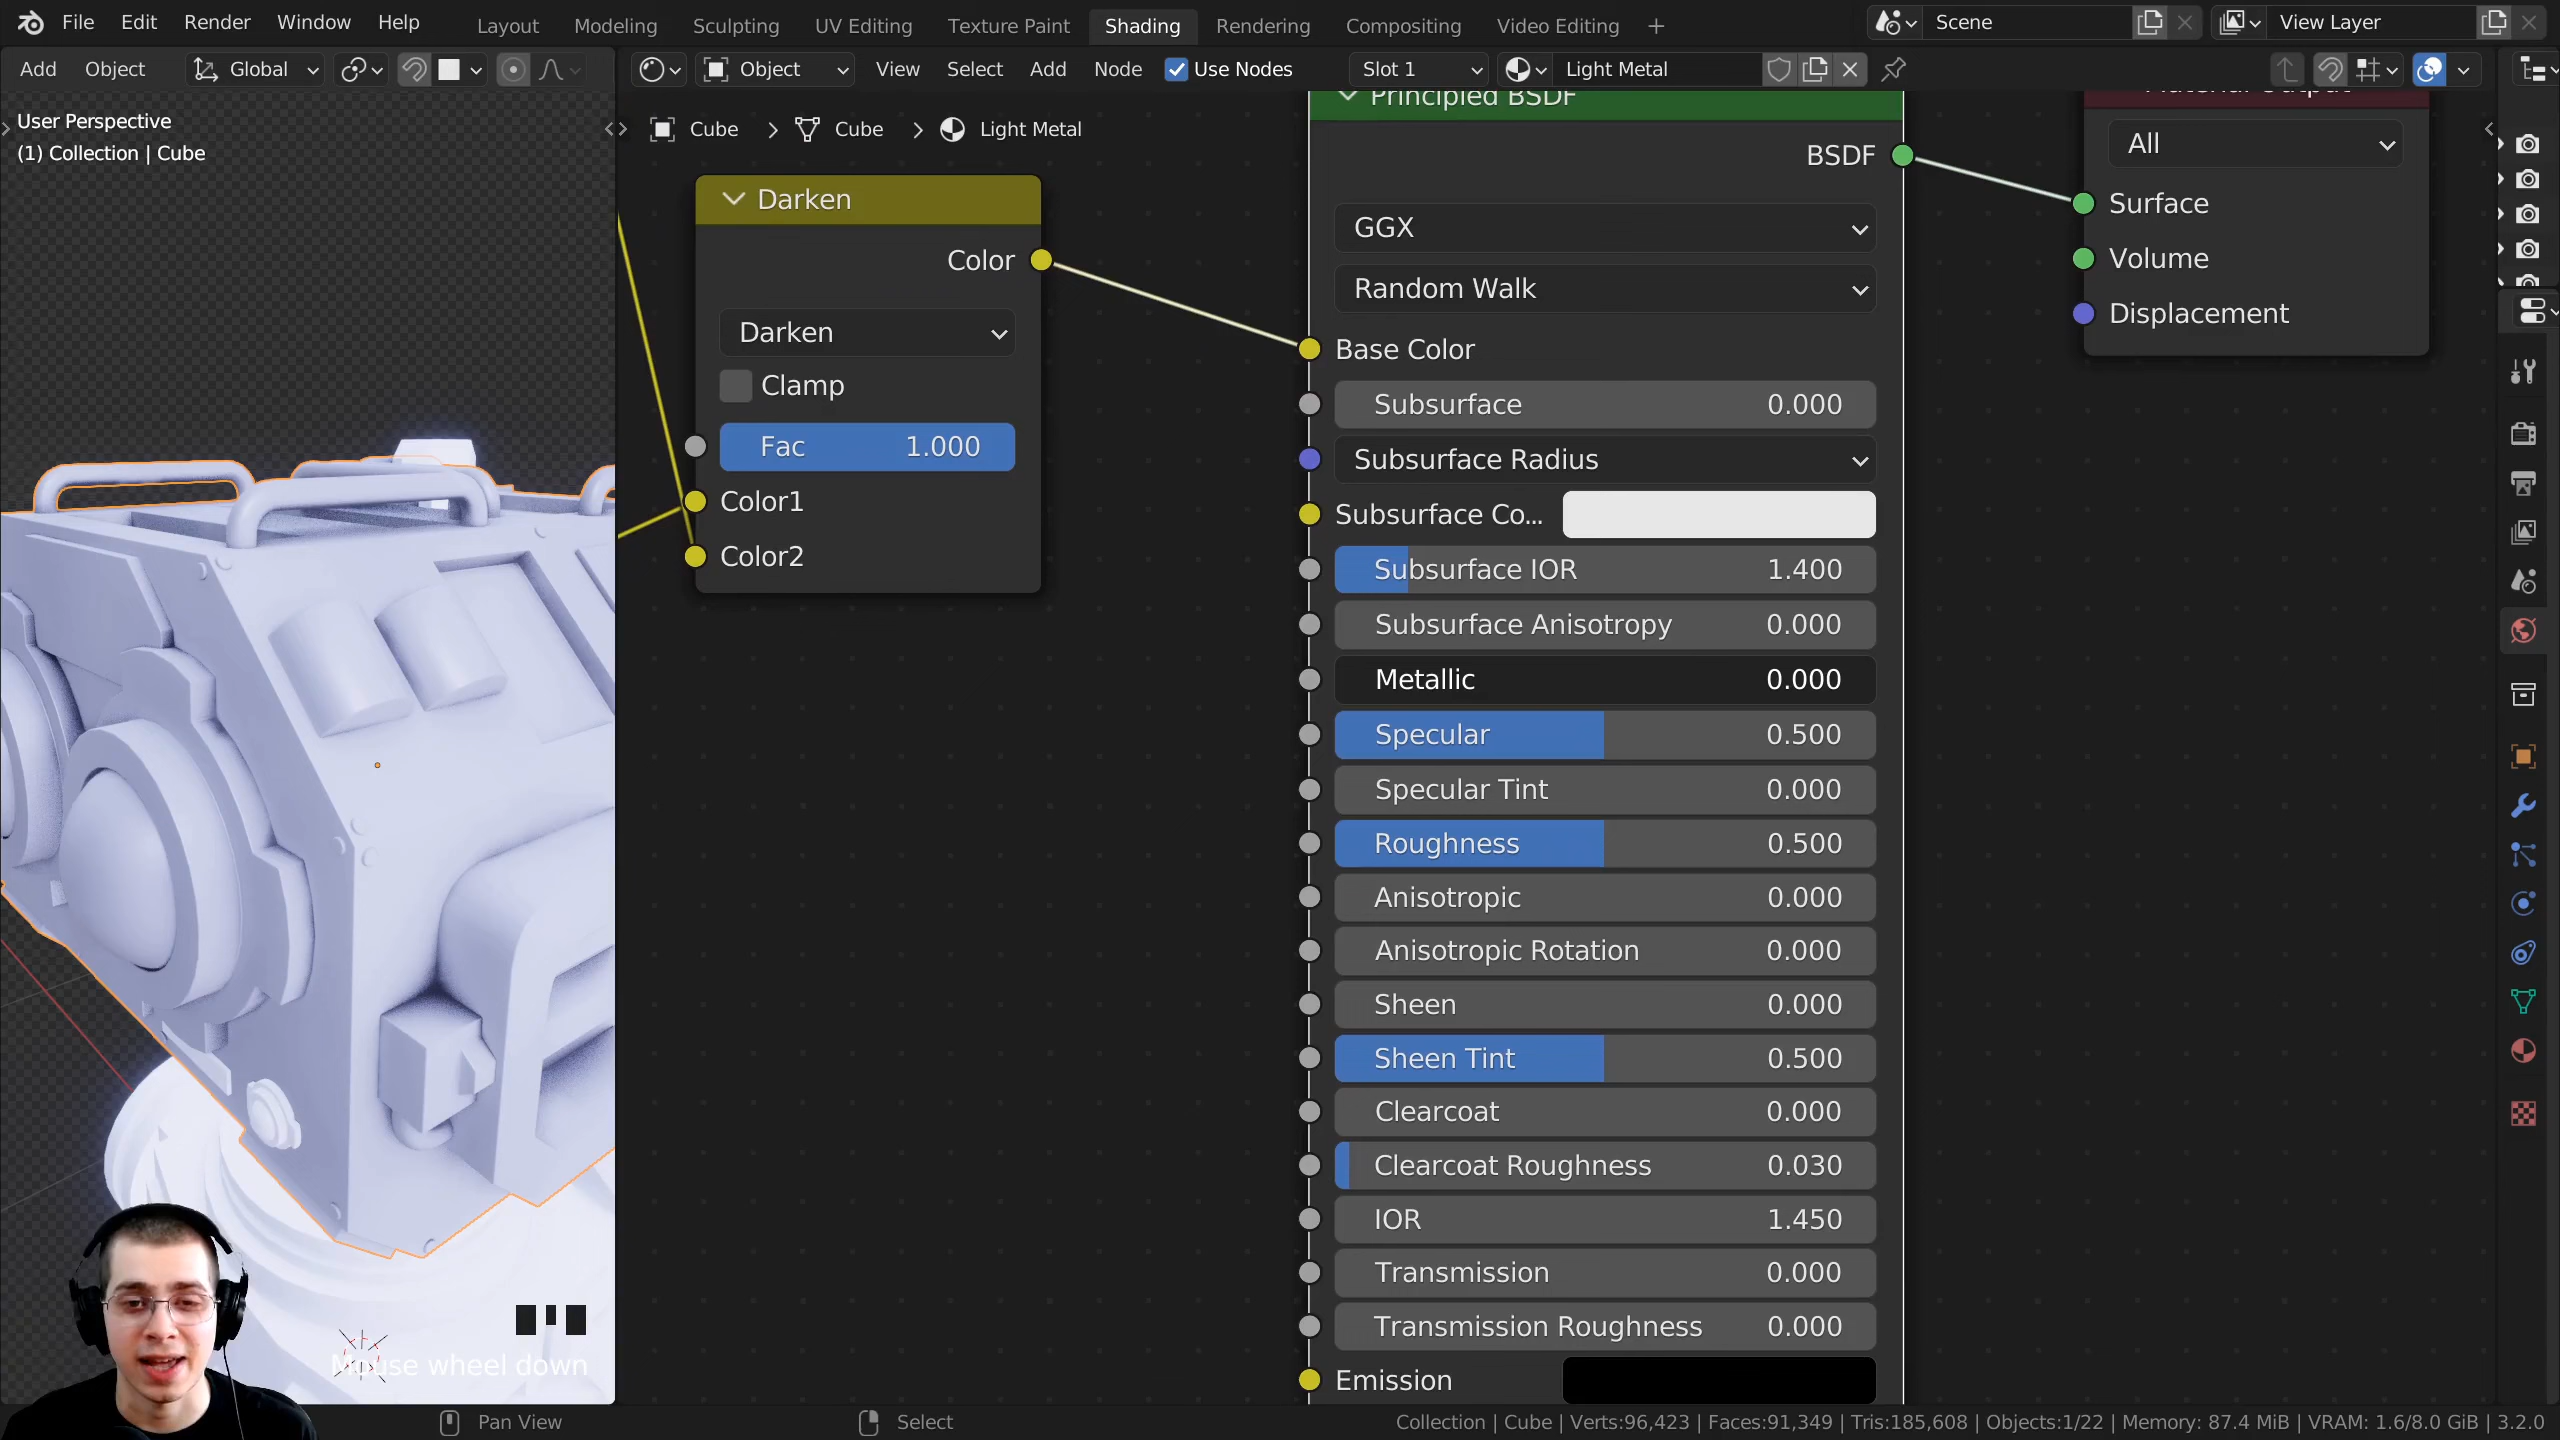 File Edit Render Window Help Layout Modeling Sculpting UV Editing Texture Paint Shading Rendering Compositing Video Editing + Scene View Layer
Add Object Global Object View Select Add Node Use Nodes Slot 1 Light Metal
User Perspective
(1) Collection | Cube
Cube > Cube > Light Metal
Darken
Color
Darken
Clamp
Fac 1.000
Color1
Color2
Principled BSDF
BSDF
GGX
Random Walk
Base Color
Subsurface 0.000
Subsurface Radius
Subsurface Co...
Subsurface IOR 1.400
Subsurface Anisotropy 0.000
Metallic 0.000
Specular 0.500
Specular Tint 0.000
Roughness 0.500
Anisotropic 0.000
Anisotropic Rotation 0.000
Sheen 0.000
Sheen Tint 0.500
Clearcoat 0.000
Clearcoat Roughness 0.030
IOR 1.450
Transmission 0.000
Transmission Roughness 0.000
Emission
Material Output
All
Surface
Volume
Displacement
Mouse wheel down
Pan View Select Collection | Cube | Verts:96,423 | Faces:91,349 | Tris:185,608 | Objects:1/22 | Memory: 87.4 MiB | VRAM: 1.6/8.0 GiB | 3.2.0